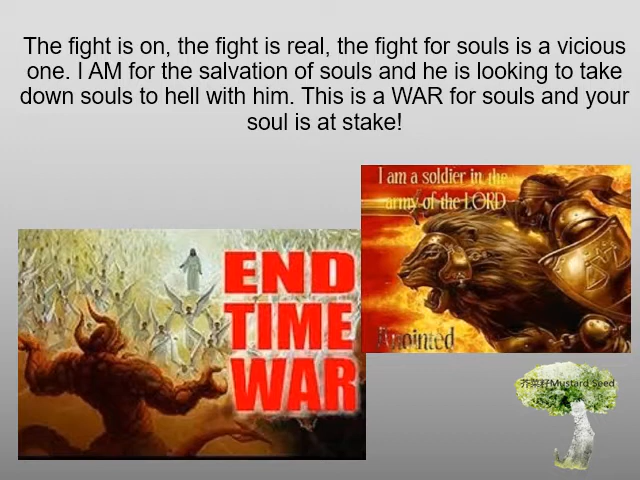 The fight is on, the fight is real, the fight for souls is a vicious
one. I AM for the salvation of souls and he is looking to take
down souls to hell with him. This is a WAR for souls and your
soul is at stake!
I am a soldier in the
army of the LORD
END
TIME
WAR
Anointed
芥菜籽Mustard Seed